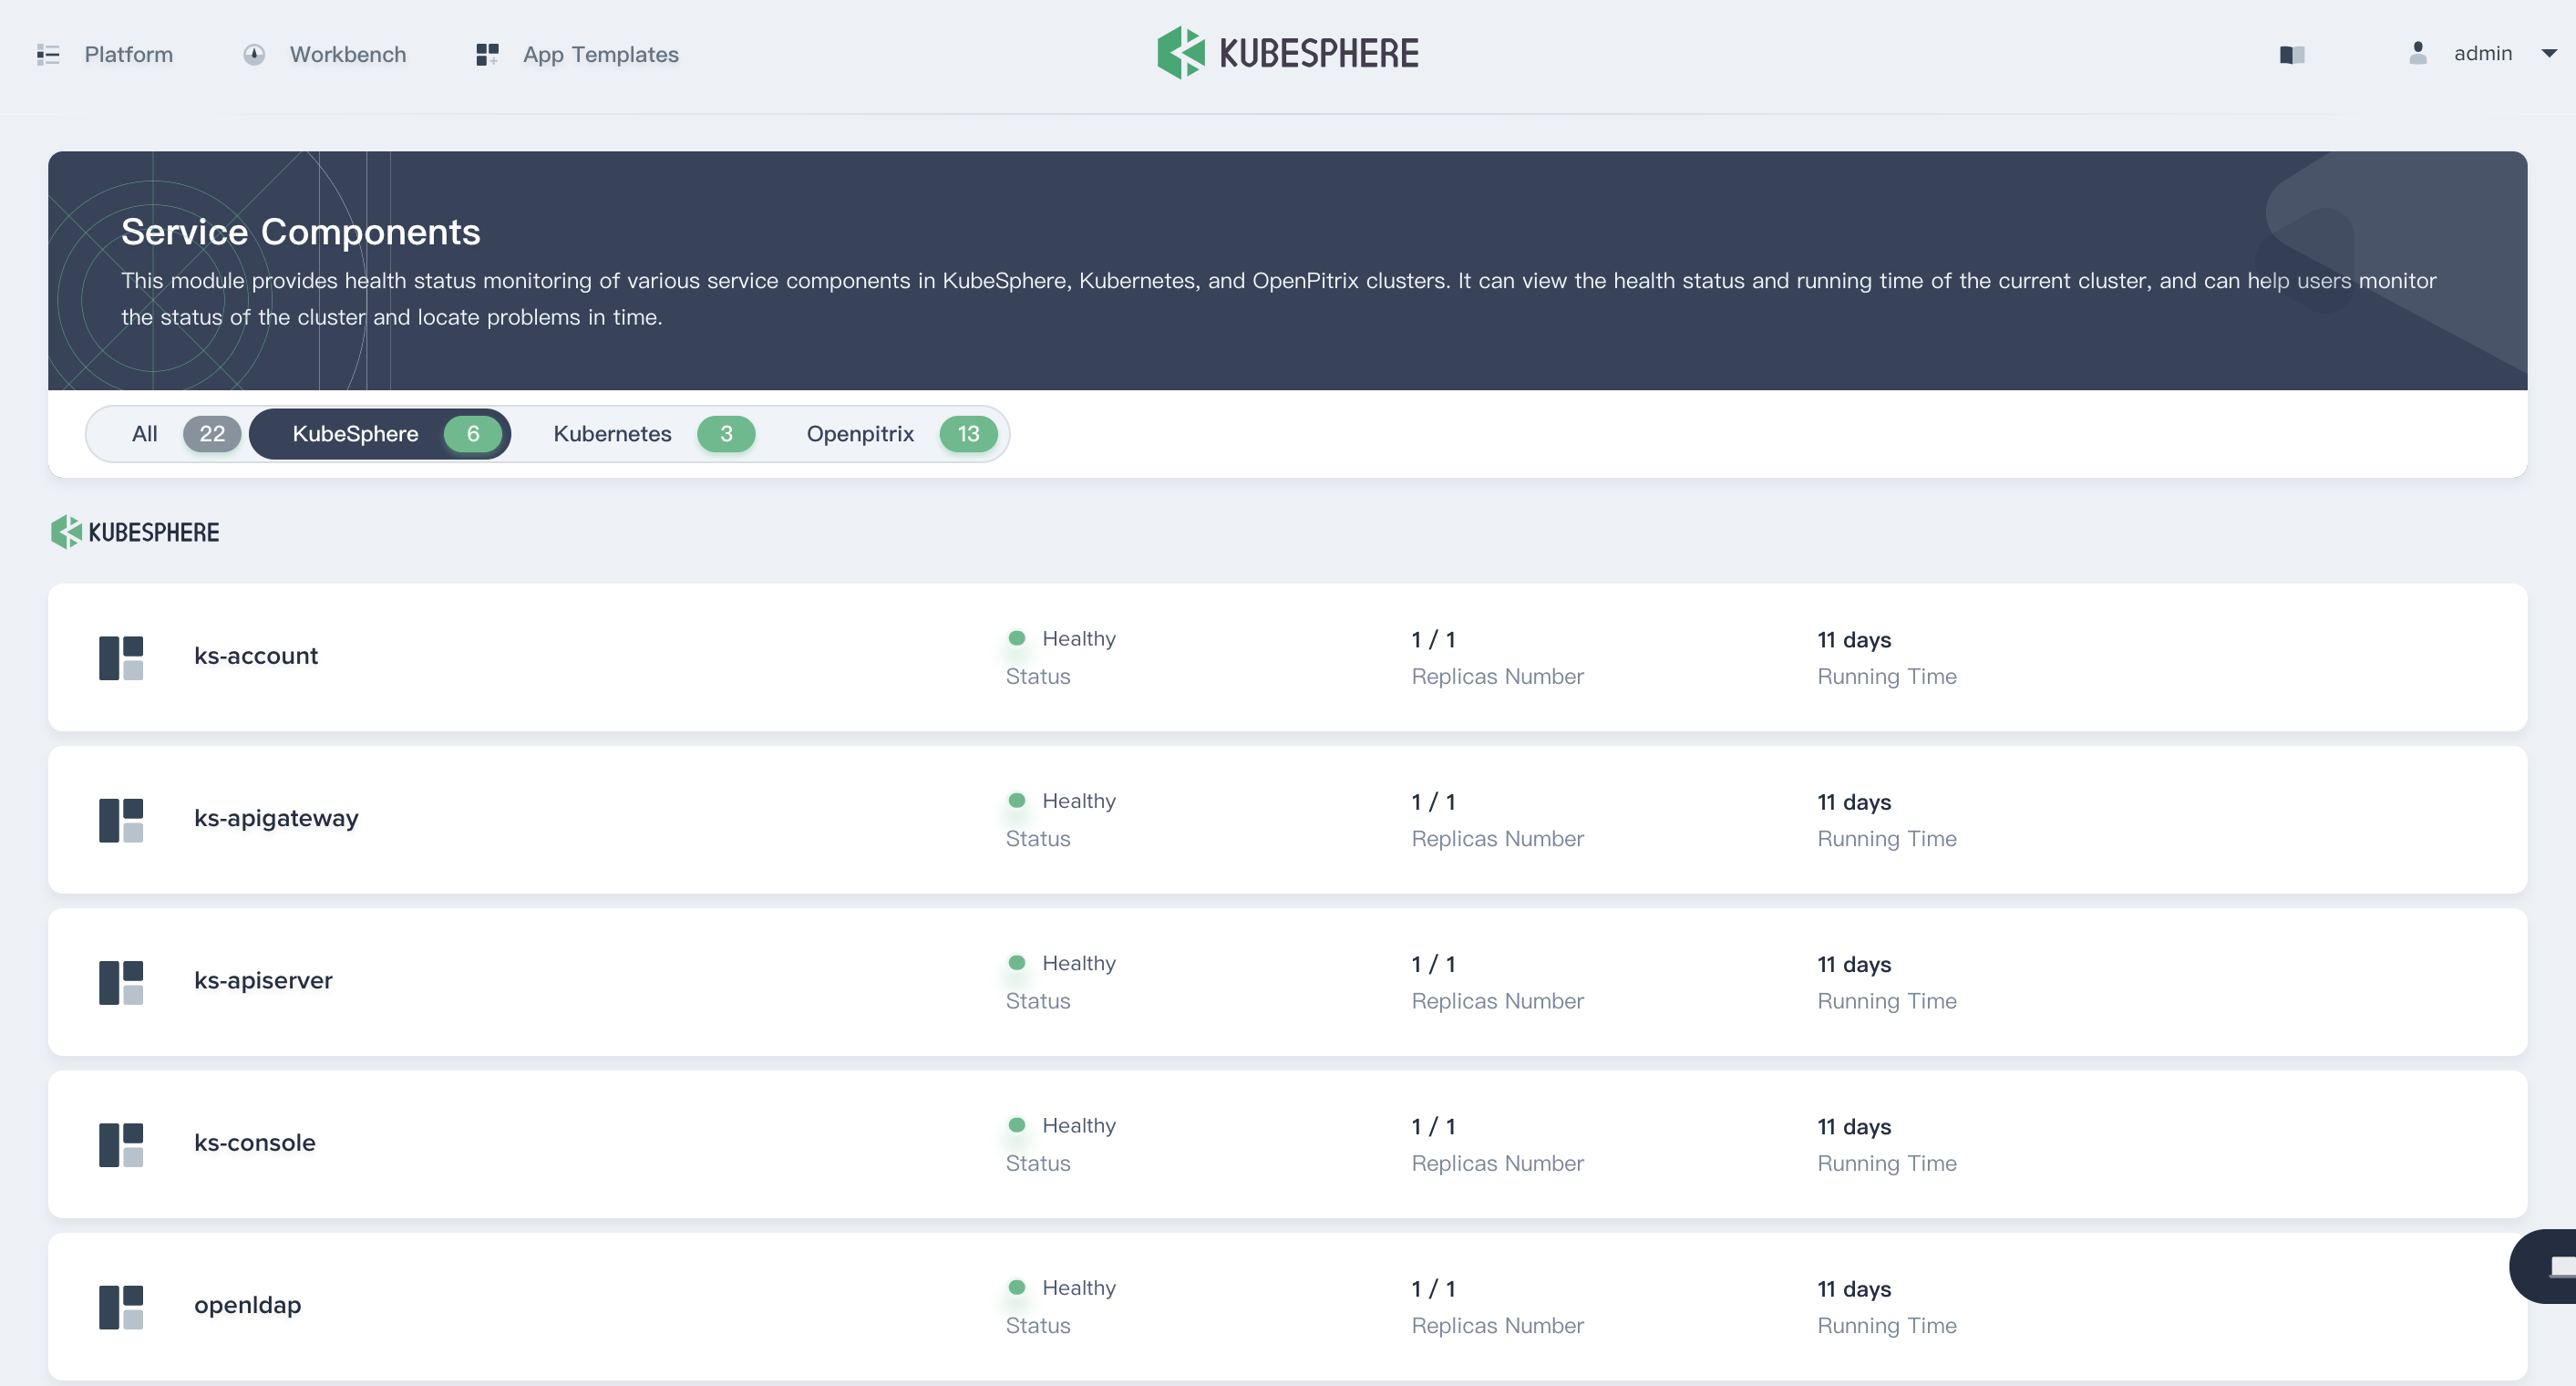 Platform Workbench App Templates KUBESPHERE admin
Service Components
This module provides health status monitoring of various service components in KubeSphere, Kubernetes, and OpenPitrix clusters. It can view the health status and running time of the current cluster, and can help users monitor
the status of the cluster and locate problems in time.
All 22 KubeSphere 6 Kubernetes 3 Openpitrix 13
KUBESPHERE
ks-account Healthy 1 / 1 11 days
Status Replicas Number Running Time
ks-apigateway Healthy 1 / 1 11 days
Status Replicas Number Running Time
ks-apiserver Healthy 1 / 1 11 days
Status Replicas Number Running Time
ks-console Healthy 1 / 1 11 days
Status Replicas Number Running Time
openldap Healthy 1 / 1 11 days
Status Replicas Number Running Time